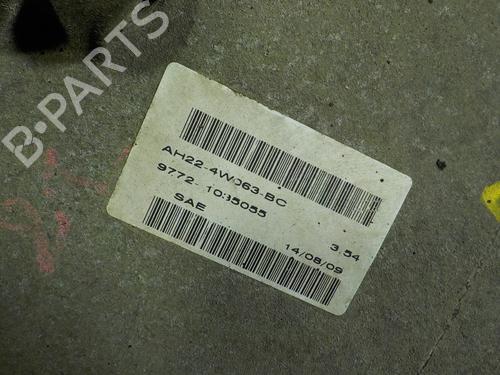 B-PARTS
AH22-4W063-BC
9772- 1035055
3.54
SAE
14/08/09